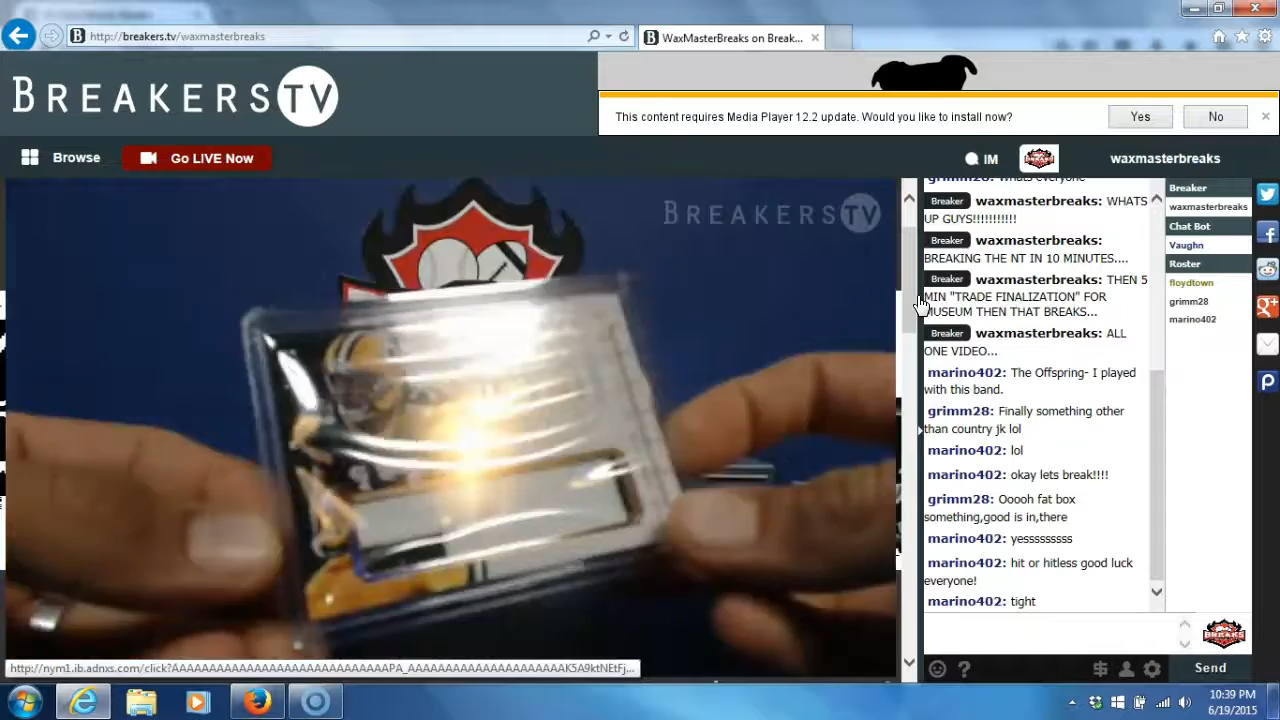 http://breakers.tv/waxmasterbreaks
WaxMasterBreaks on Break...
BREAKERS TV
This content requires Media Player 12.2 update. Would you like to install now?
Yes
No
Browse
Go LIVE Now
IM
waxmasterbreaks
BREAKERS TV
grimm28: whats everyone
Breaker waxmasterbreaks: WHATS
UP GUYS!!!!!!!!!!!
Breaker waxmasterbreaks:
BREAKING THE NT IN 10 MINUTES....
Breaker waxmasterbreaks: THEN 5
MIN "TRADE FINALIZATION" FOR
MUSEUM THEN THAT BREAKS...
Breaker waxmasterbreaks: ALL
ONE VIDEO...
marino402: The Offspring- I played
with this band.
grimm28: Finally something other
than country jk lol
marino402: lol
marino402: okay lets break!!!!
grimm28: Ooooh fat box
something,good is in,there
marino402: yesssssssss
marino402: hit or hitless good luck
everyone!
marino402: tight
Breaker
waxmasterbreaks
Chat Bot
Vaughn
Roster
floydtown
grimm28
marino402
BREAKS
Send
10:39 PM
6/19/2015